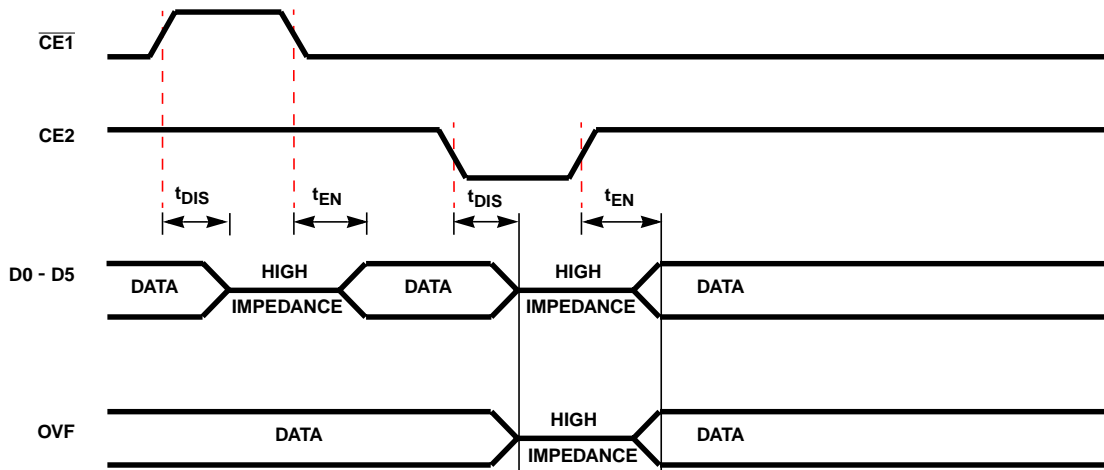 CE1
CE2
tDIS
tEN
tDIS
tEN
D0 - D5
DATA
HIGH
IMPEDANCE
DATA
HIGH
IMPEDANCE
DATA
OVF
DATA
HIGH
IMPEDANCE
DATA